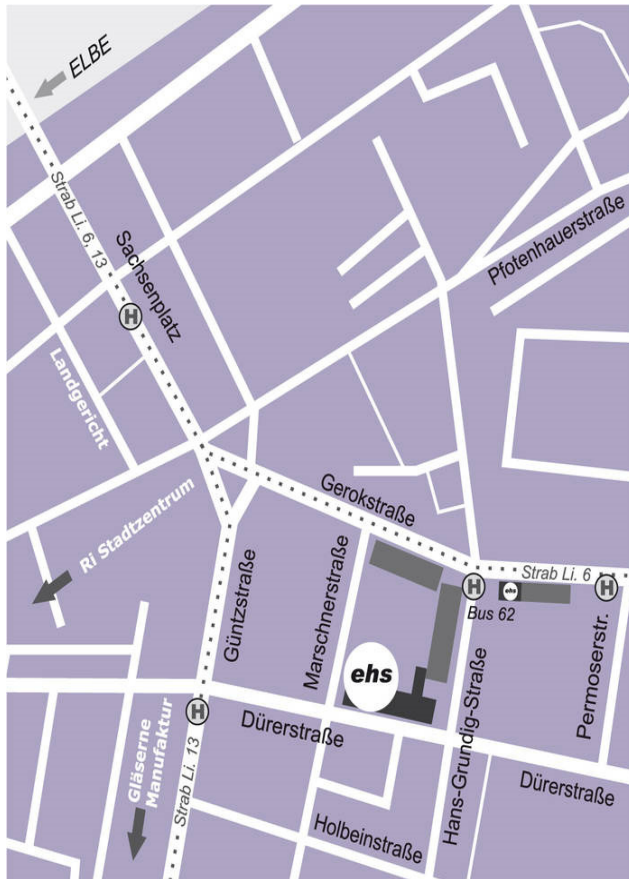 ELBE
Strab Li. 6, 13
Sachsenplatz
H
Pfotenhauerstraße
Landgericht
Gerokstraße
Ri Stadtzentrum
Strab Li. 6
H
ehs
H
Bus 62
Güntzstraße
Marschnerstraße
ehs
Hans-Grundig-Straße
Permoserstr.
H
Dürerstraße
Gläserne
Manufaktur
Strab Li. 13
Dürerstraße
Holbeinstraße